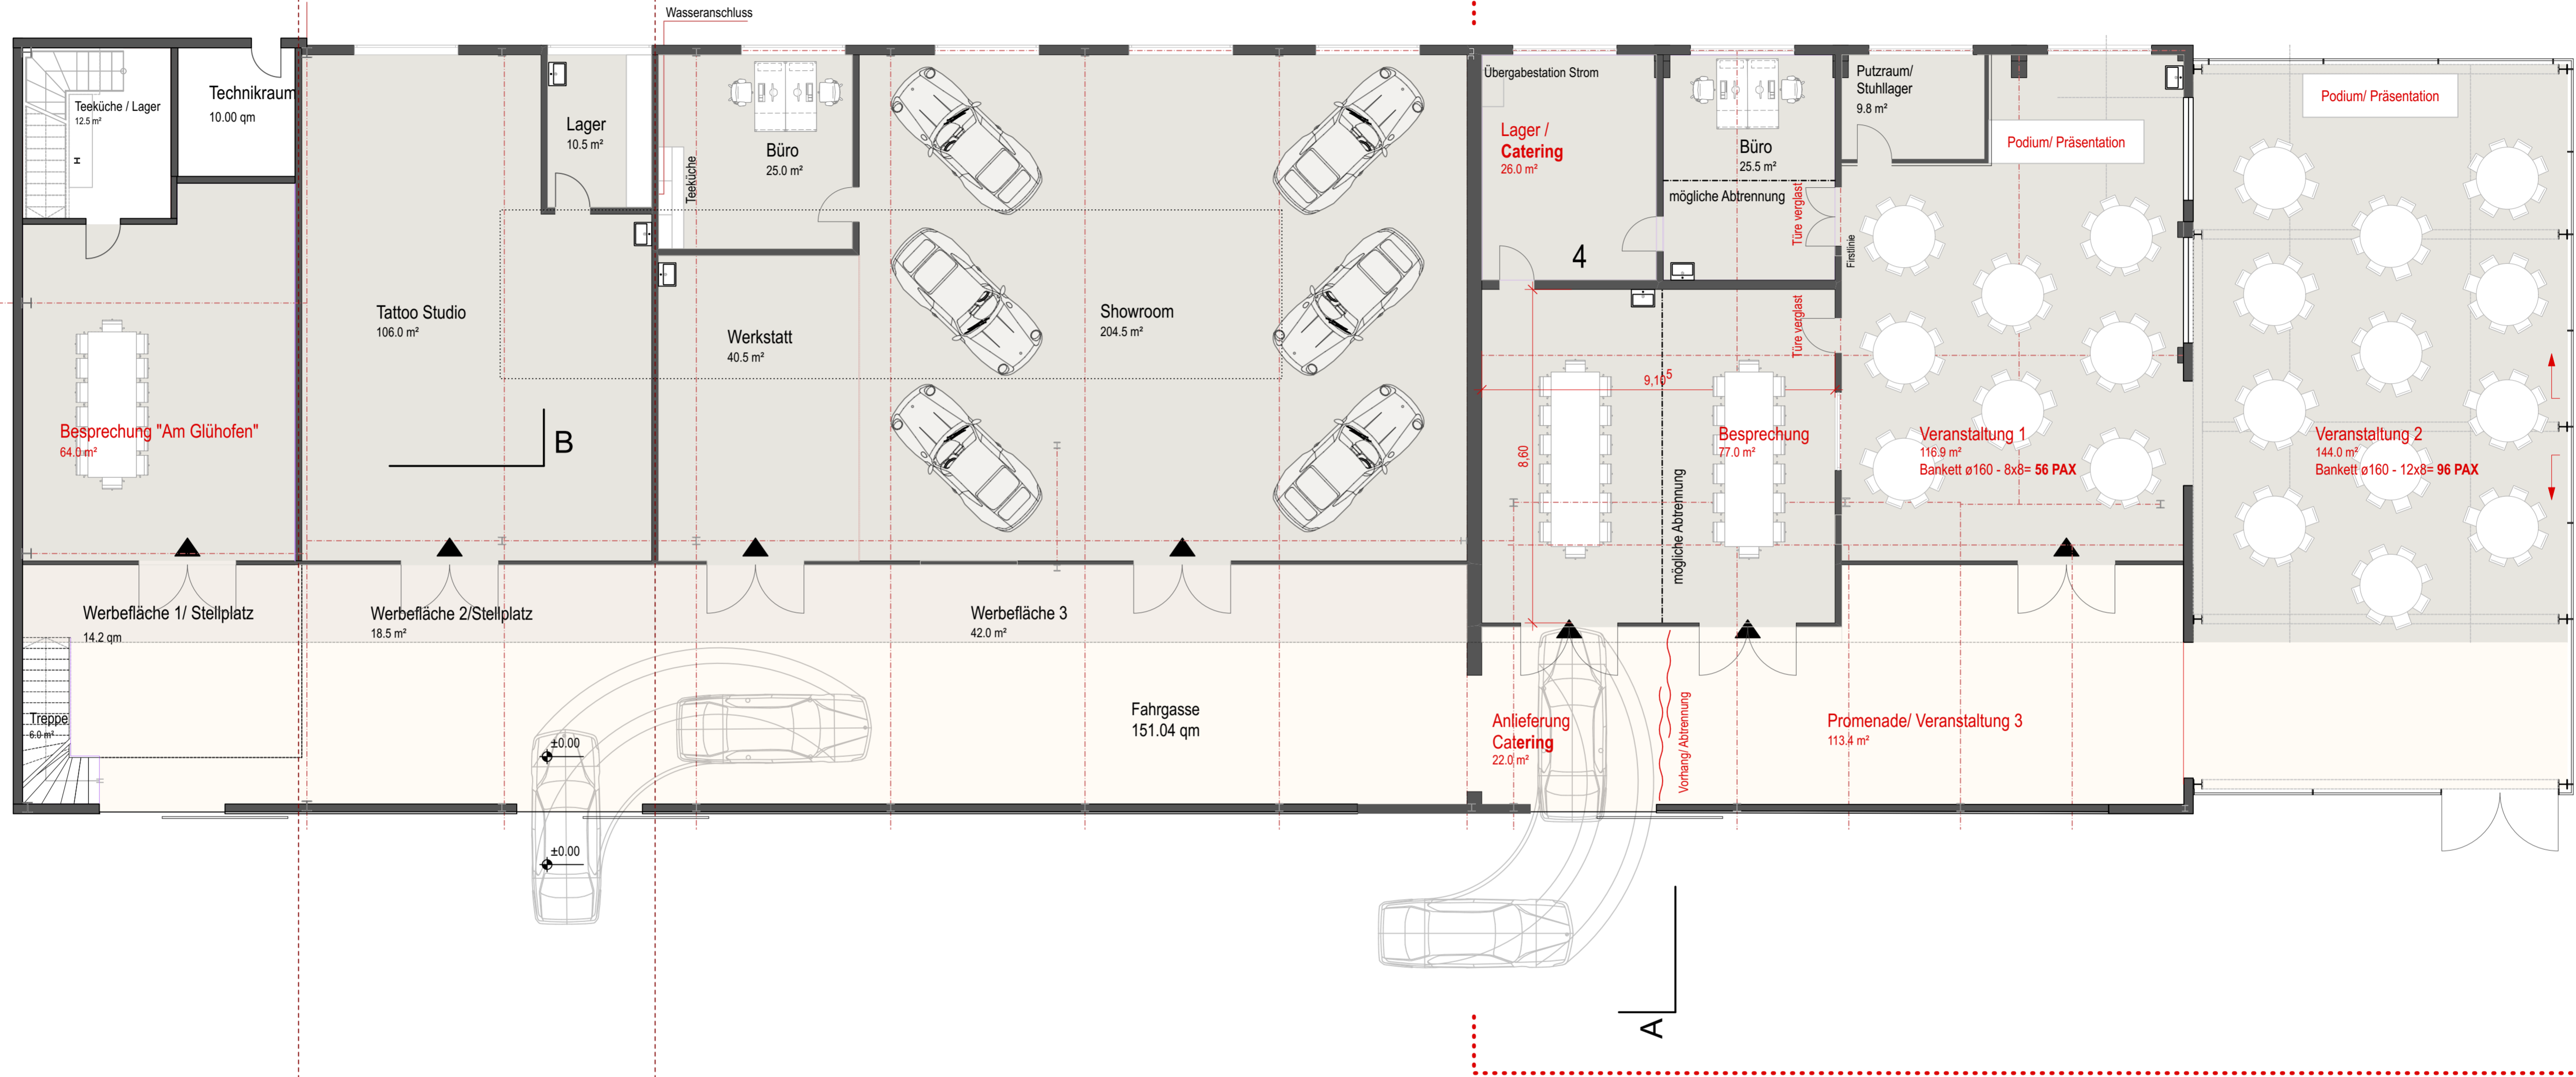 Wasseranschluss
Teeküche / Lager
12.5 m²
H
Technikraum
10.00 qm
Lager
10.5 m²
Teeküche
Büro
25.0 m²
Übergabestation Strom
Lager /
Catering
26.0 m²
4
Büro
25.5 m²
mögliche Abtrennung
Türe verglast
Putzraum/
Stuhllager
9.8 m²
Firstlinie
Podium/ Präsentation
Podium/ Präsentation
Tattoo Studio
106.0 m²
Werkstatt
40.5 m²
Showroom
204.5 m²
Türe verglast
9,10⁵
8,60
Besprechung "Am Glühofen"
64.0 m²
B
Besprechung
77.0 m²
mögliche Abtrennung
Veranstaltung 1
116.9 m²
Bankett ø160 - 8x8= 56 PAX
Veranstaltung 2
144.0 m²
Bankett ø160 - 12x8= 96 PAX
Werbefläche 1/ Stellplatz
14.2 qm
Werbefläche 2/Stellplatz
18.5 m²
Werbefläche 3
42.0 m²
Treppe
6.0 m²
±0.00
±0.00
Fahrgasse
151.04 qm
Anlieferung
Catering
22.0 m²
Vorhang/ Abtrennung
Promenade/ Veranstaltung 3
113.4 m²
A